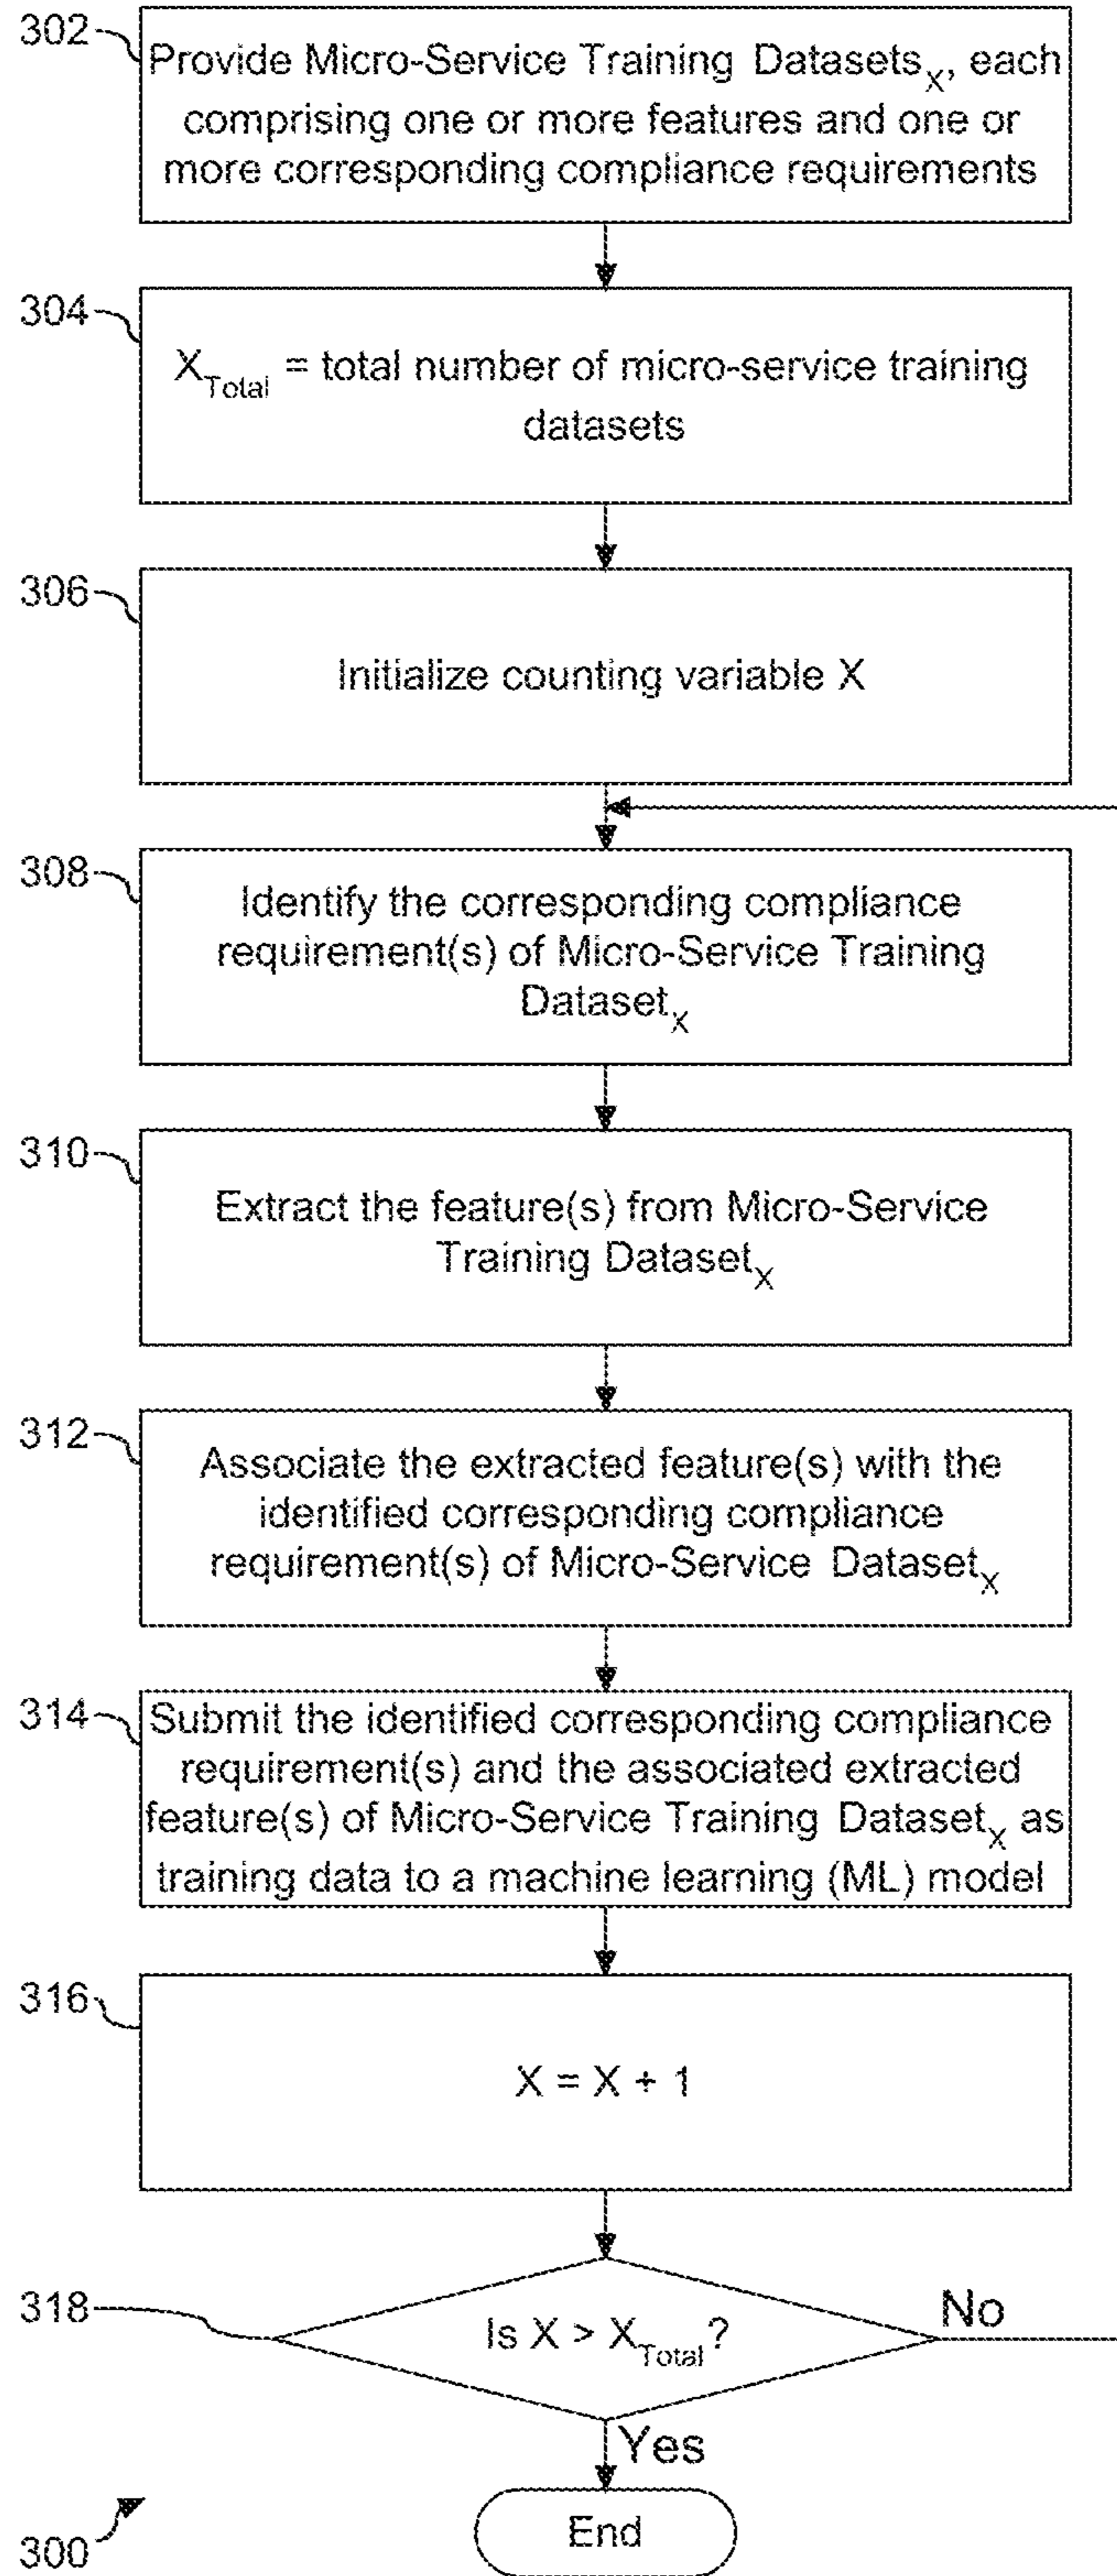 302
Provide Micro-Service Training Datasets_X, each
comprising one or more features and one or
more corresponding compliance requirements
304
X_Total = total number of micro-service training
datasets
306
Initialize counting variable X
308
Identify the corresponding compliance
requirement(s) of Micro-Service Training
Dataset_X
310
Extract the feature(s) from Micro-Service
Training Dataset_X
312
Associate the extracted feature(s) with the
identified corresponding compliance
requirement(s) of Micro-Service Dataset_X
314
Submit the identified corresponding compliance
requirement(s) and the associated extracted
feature(s) of Micro-Service Training Dataset_X as
training data to a machine learning (ML) model
316
X = X + 1
318
Is X > X_Total?
No
Yes
End
300